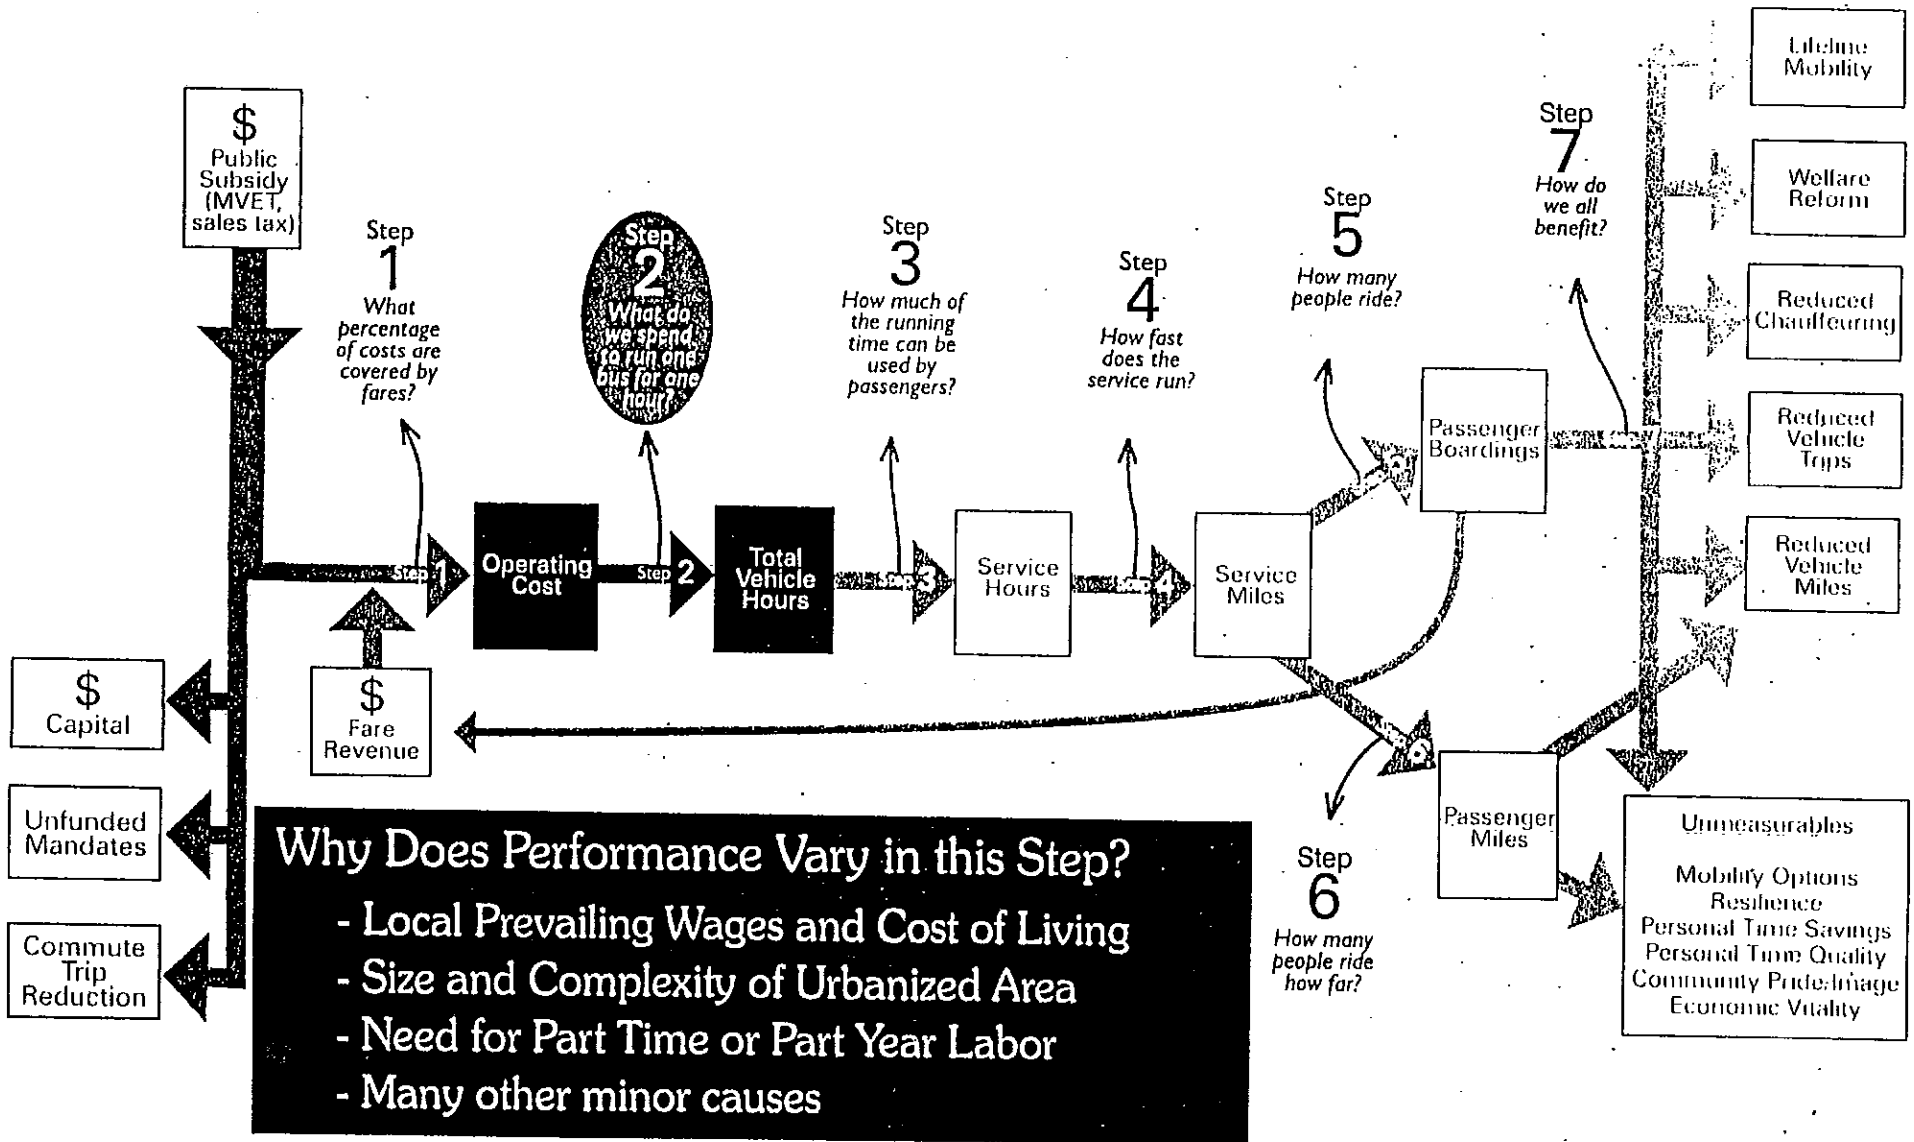 $
Public
Subsidy
(MVET,
sales tax)
Step
1
What
percentage
of costs are
covered by
fares?
Step
2
What do
we spend
to run one
bus for one
hour?
Step
3
How much of
the running
time can be
used by
passengers?
Step
4
How fast
does the
service run?
Step
5
How many
people ride?
Step
7
How do
we all
benefit?
Lifeline
Mobility
Welfare
Reform
Reduced
Chauffeuring
Reduced
Vehicle
Trips
Reduced
Vehicle
Miles
Step 1
Operating
Cost
Step 2
Total
Vehicle
Hours
Step 3
Service
Hours
Step 4
Service
Miles
Passenger
Boardings
$
Capital
$
Fare
Revenue
Unfunded
Mandates
Commute
Trip
Reduction
Why Does Performance Vary in this Step?
- Local Prevailing Wages and Cost of Living
- Size and Complexity of Urbanized Area
- Need for Part Time or Part Year Labor
- Many other minor causes
Step
6
How many
people ride
how far?
Passenger
Miles
Unmeasurables
Mobility Options
Resilience
Personal Time Savings
Personal Time Quality
Community Pride/Image
Economic Vitality